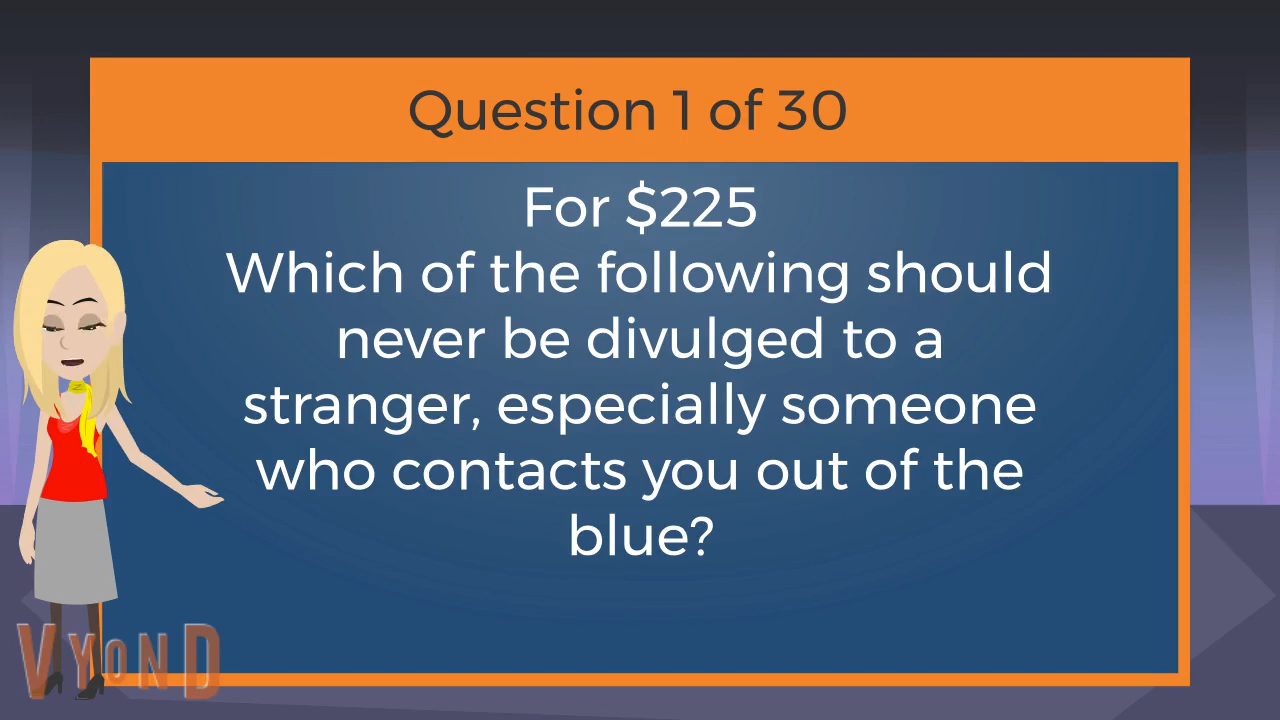 Question 1 of 30
For $225
Which of the following should
never be divulged to a
stranger, especially someone
who contacts you out of the
blue?
VYOND